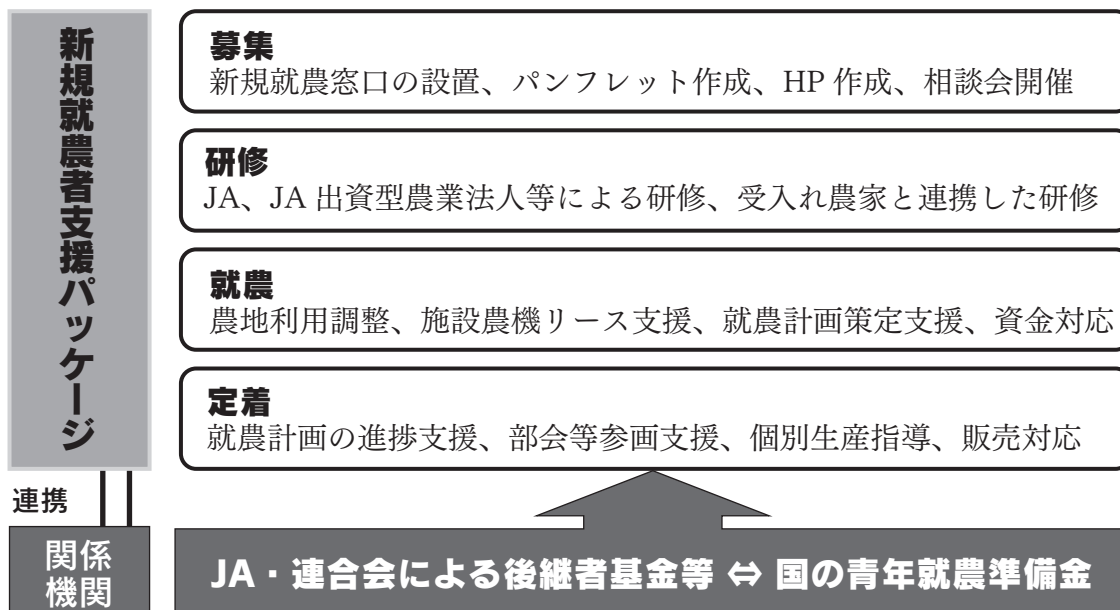 新規就農者支援パッケージ
募集
新規就農窓口の設置、パンフレット作成、HP 作成、相談会開催
研修
JA、JA 出資型農業法人等による研修、受入れ農家と連携した研修
就農
農地利用調整、施設農機リース支援、就農計画策定支援、資金対応
定着
就農計画の進捗支援、部会等参画支援、個別生産指導、販売対応
連携
関係
機関
JA・連合会による後継者基金等 ⇔ 国の青年就農準備金